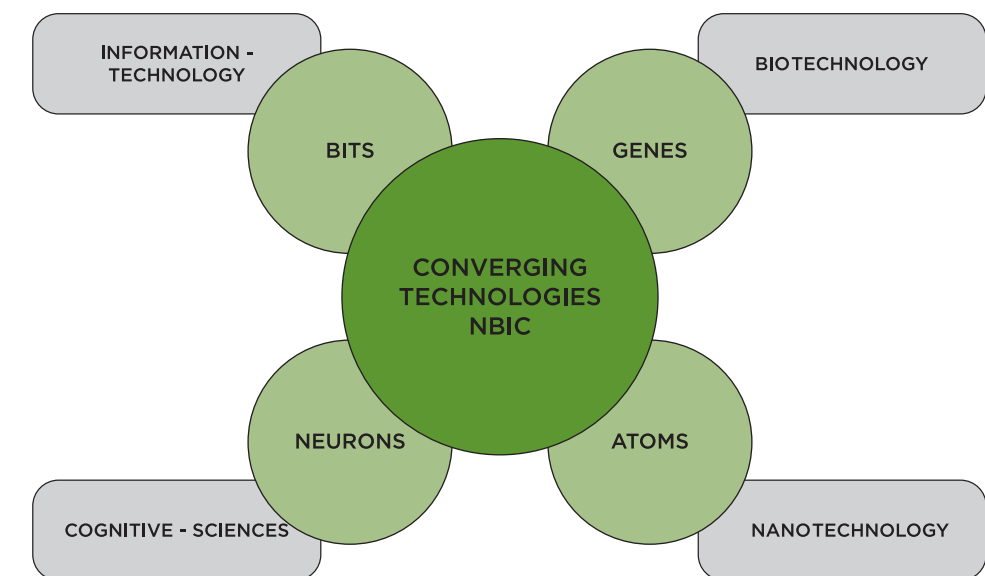 INFORMATION -
TECHNOLOGY
BIOTECHNOLOGY
BITS
GENES
CONVERGING
TECHNOLOGIES
NBIC
NEURONS
ATOMS
COGNITIVE - SCIENCES
NANOTECHNOLOGY